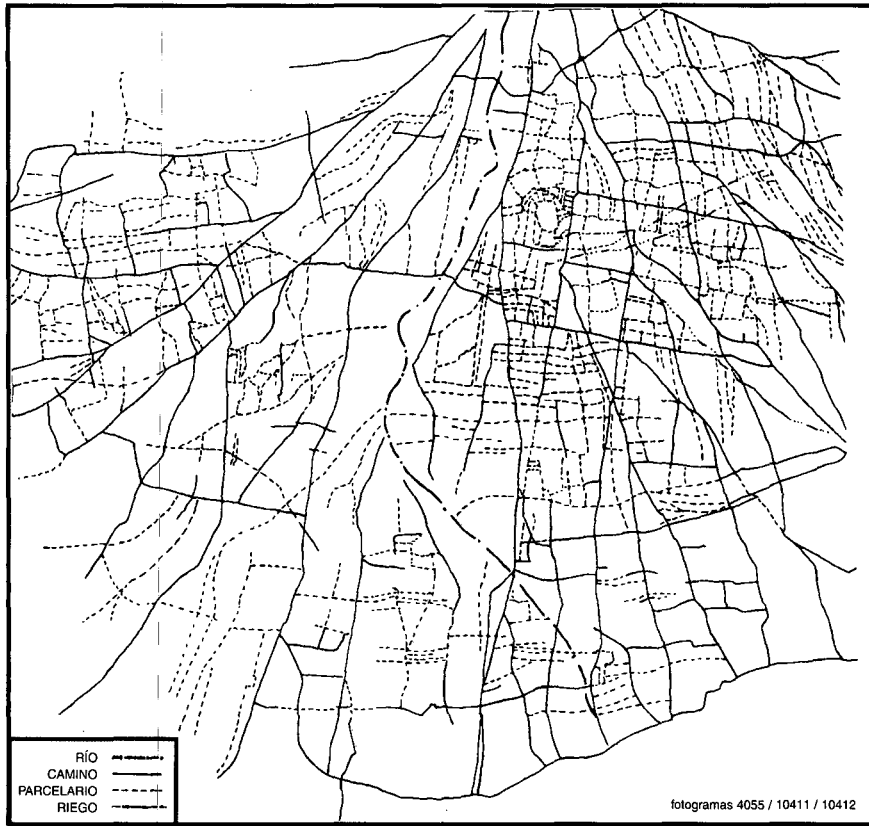 RÍO
CAMINO
PARCELARIO
RIEGO
fotogramas 4055 / 10411 / 10412